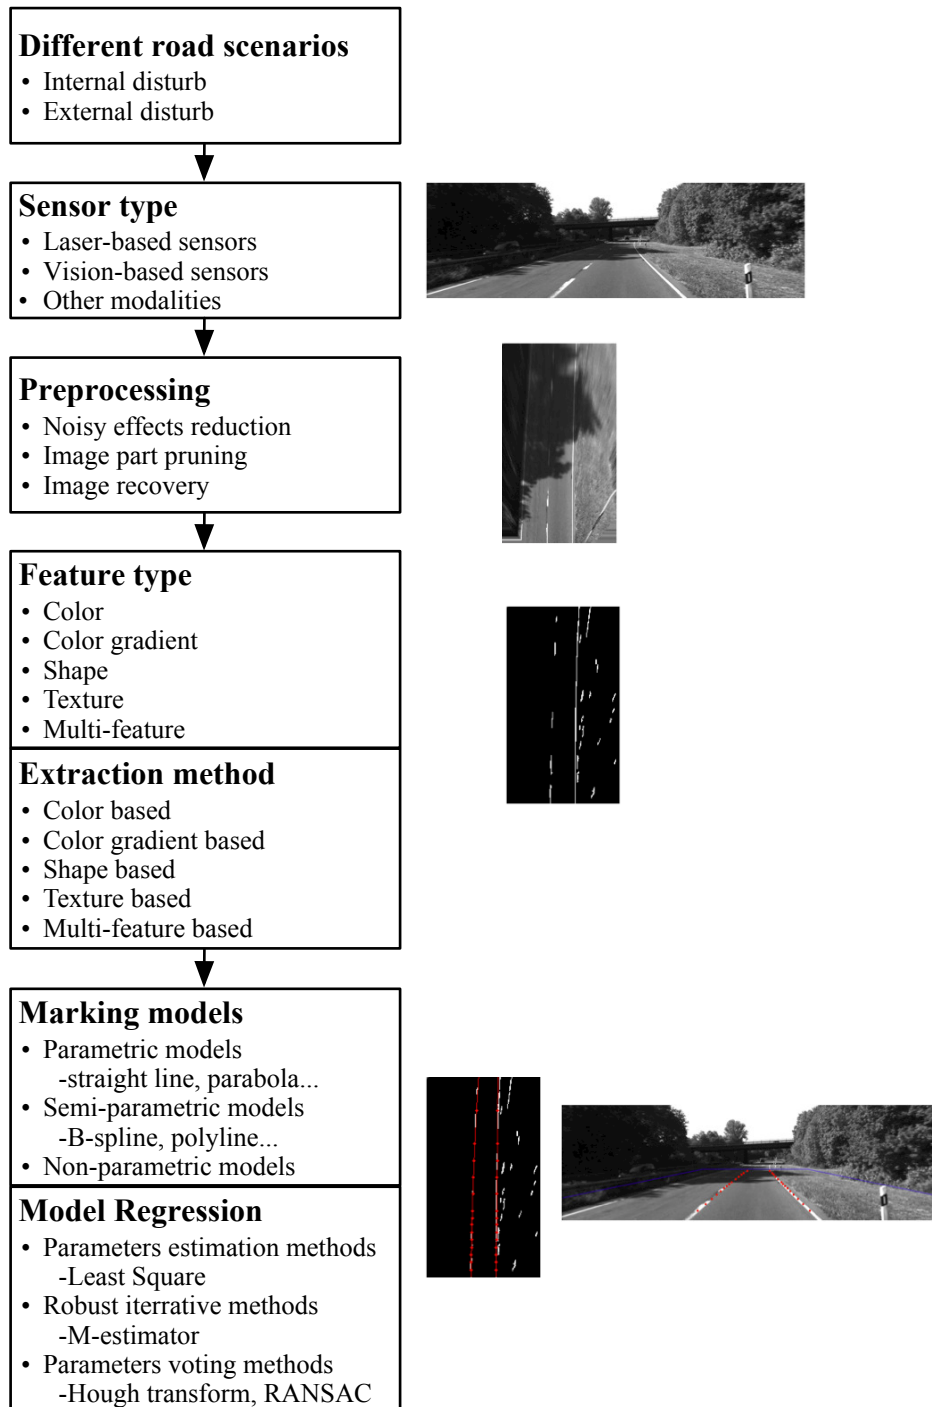 Different road scenarios
• Internal disturb
• External disturb
Sensor type
• Laser-based sensors
• Vision-based sensors
• Other modalities
Preprocessing
• Noisy effects reduction
• Image part pruning
• Image recovery
Feature type
• Color
• Color gradient
• Shape
• Texture
• Multi-feature
Extraction method
• Color based
• Color gradient based
• Shape based
• Texture based
• Multi-feature based
Marking models
• Parametric models
-straight line, parabola...
• Semi-parametric models
-B-spline, polyline...
• Non-parametric models
Model Regression
• Parameters estimation methods
-Least Square
• Robust iterrative methods
-M-estimator
• Parameters voting methods
-Hough transform, RANSAC